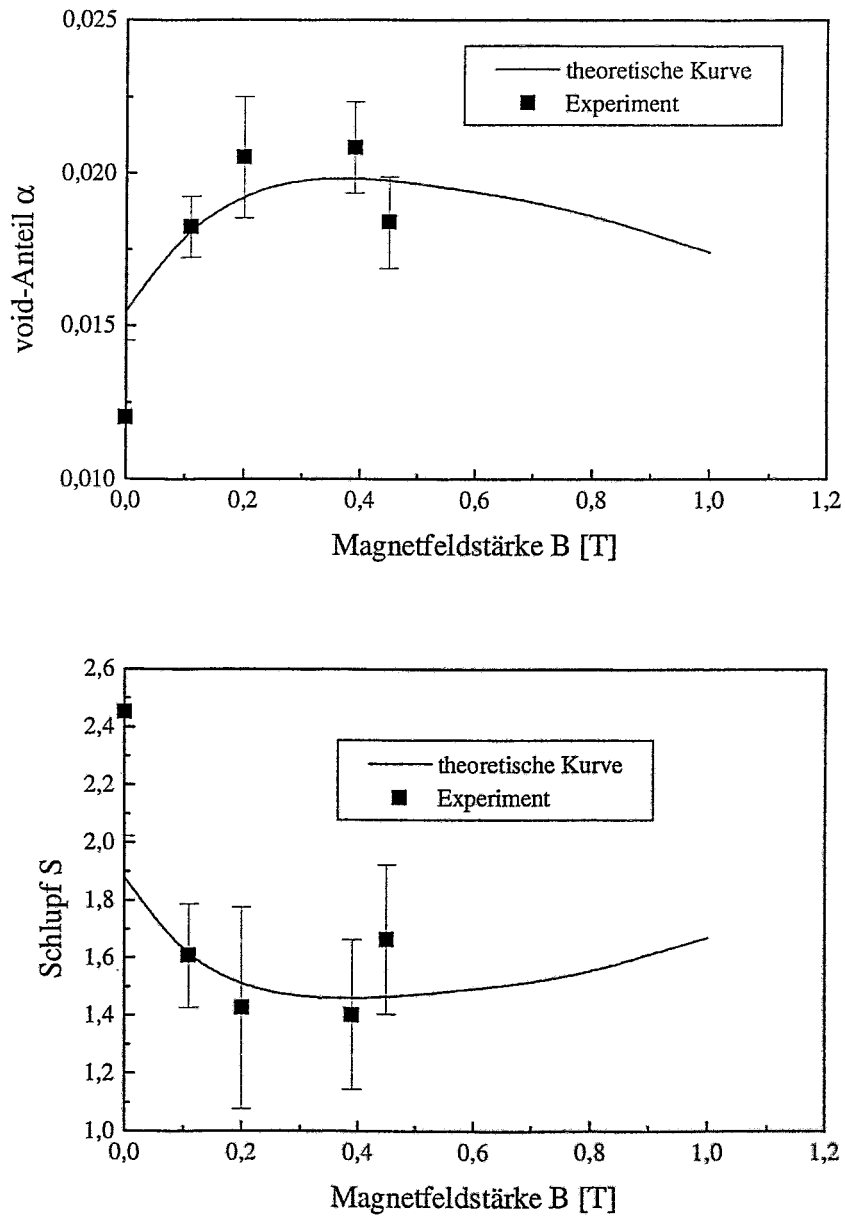 0,025
0,020
0,015
0,010
void-Anteil α
theoretische Kurve
Experiment
0,0 0,2 0,4 0,6 0,8 1,0 1,2
Magnetfeldstärke B [T]
2,6
2,4
2,2
2,0
1,8
1,6
1,4
1,2
1,0
Schlupf S
theoretische Kurve
Experiment
0,0 0,2 0,4 0,6 0,8 1,0 1,2
Magnetfeldstärke B [T]